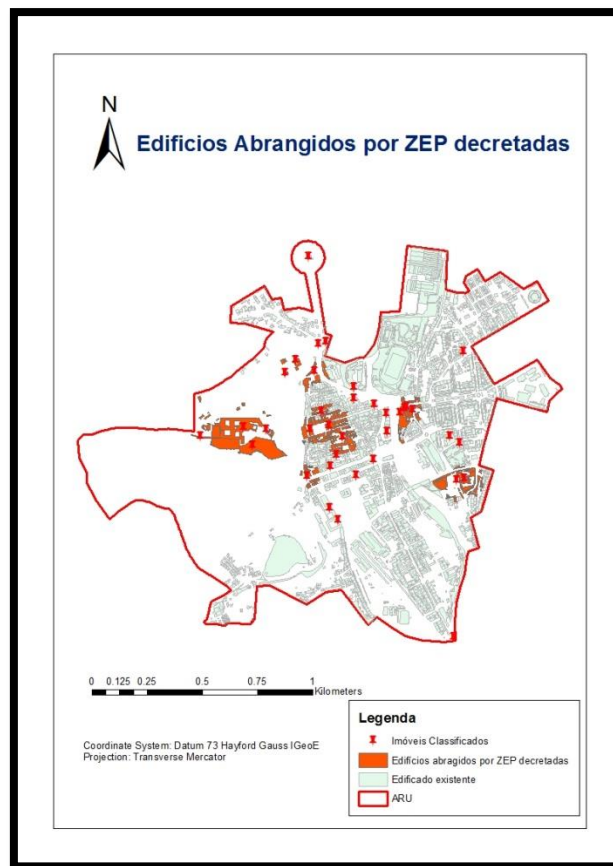 N
Edificios Abrangidos por ZEP decretadas
0 0.125 0.25 0.5 0.75 1
Kilometers
Coordinate System: Datum 73 Hayford Gauss IGeoE
Projection: Transverse Mercator
Legenda
Imóveis Classificados
Edifícios abragidos por ZEP decretadas
Edificado existente
ARU